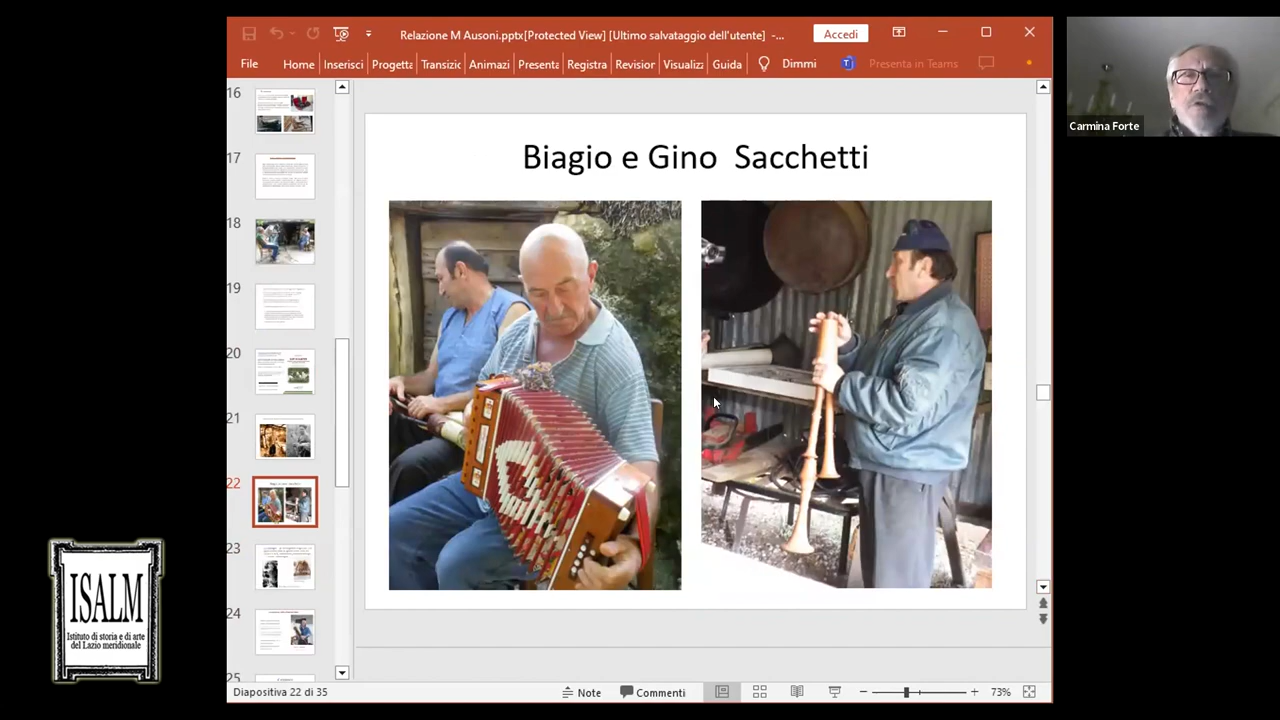 Relazione M Ausoni.pptx[Protected View] [Ultimo salvataggio dell'utente] -...
Accedi
File Home Inserisci Progetta Transizic Animazi Presenta Registra Revisior Visualiz Guida Dimmi Presenta in Teams
Carmina Forte
16
17
18
19
20
21
22
23
24
25
Biagio e Gino Sacchetti
ISALM
Istituto di storia e di arte
del Lazio meridionale
Diapositiva 22 di 35 Note Commenti 73%